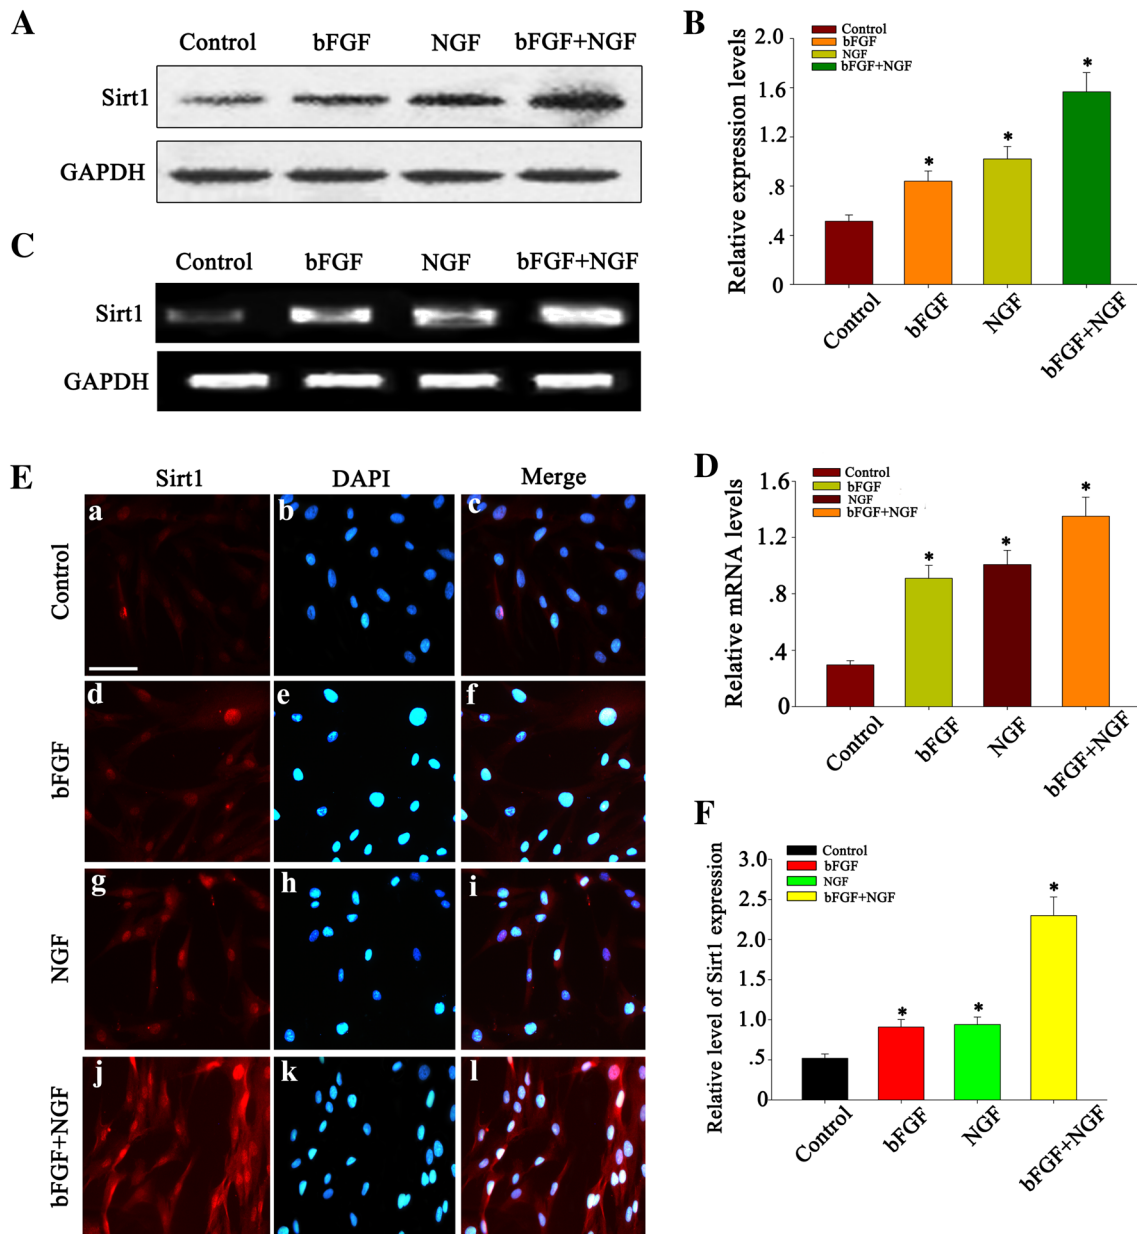 A
Control bFGF NGF bFGF+NGF
Sirt1
GAPDH
B
Control
bFGF
NGF
bFGF+NGF
Relative expression levels
2.0
1.6
1.2
.8
.4
0
*
*
*
Control bFGF NGF bFGF+NGF
C
Control bFGF NGF bFGF+NGF
Sirt1
GAPDH
D
Control
bFGF
NGF
bFGF+NGF
Relative mRNA levels
1.6
1.2
.8
.4
0
*
*
*
Control bFGF NGF bFGF+NGF
E
Sirt1 DAPI Merge
Control
a b c
bFGF
d e f
NGF
g h i
bFGF+NGF
j k l
F
Control
bFGF
NGF
bFGF+NGF
Relative level of Sirt1 expression
3.0
2.5
2.0
1.0
.5
0
*
*
*
Control bFGF NGF bFGF+NGF